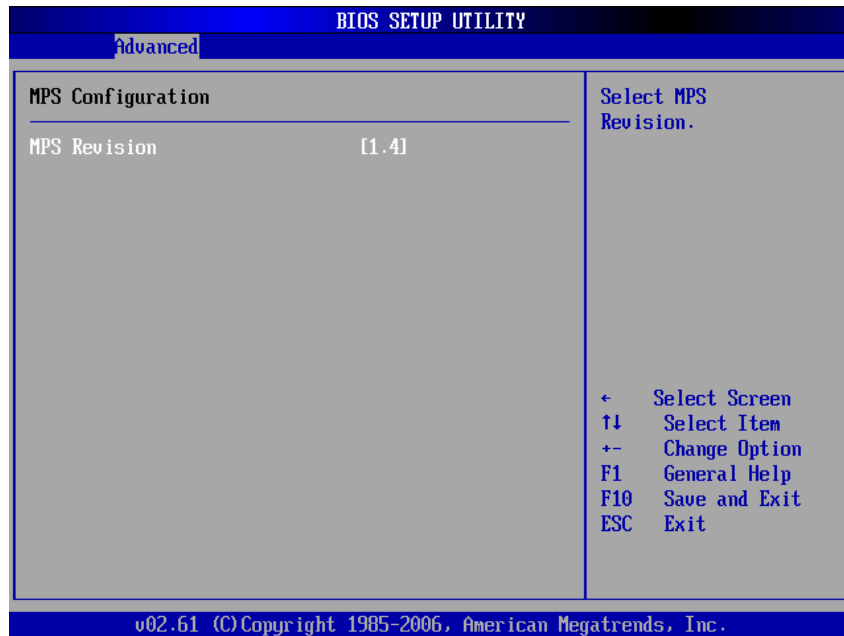 BIOS SETUP UTILITY
Advanced
MPS Configuration
MPS Revision [1.4]
Select MPS
Revision.
← Select Screen
↑↓ Select Item
+- Change Option
F1 General Help
F10 Save and Exit
ESC Exit
v02.61 (C)Copyright 1985-2006, American Megatrends, Inc.